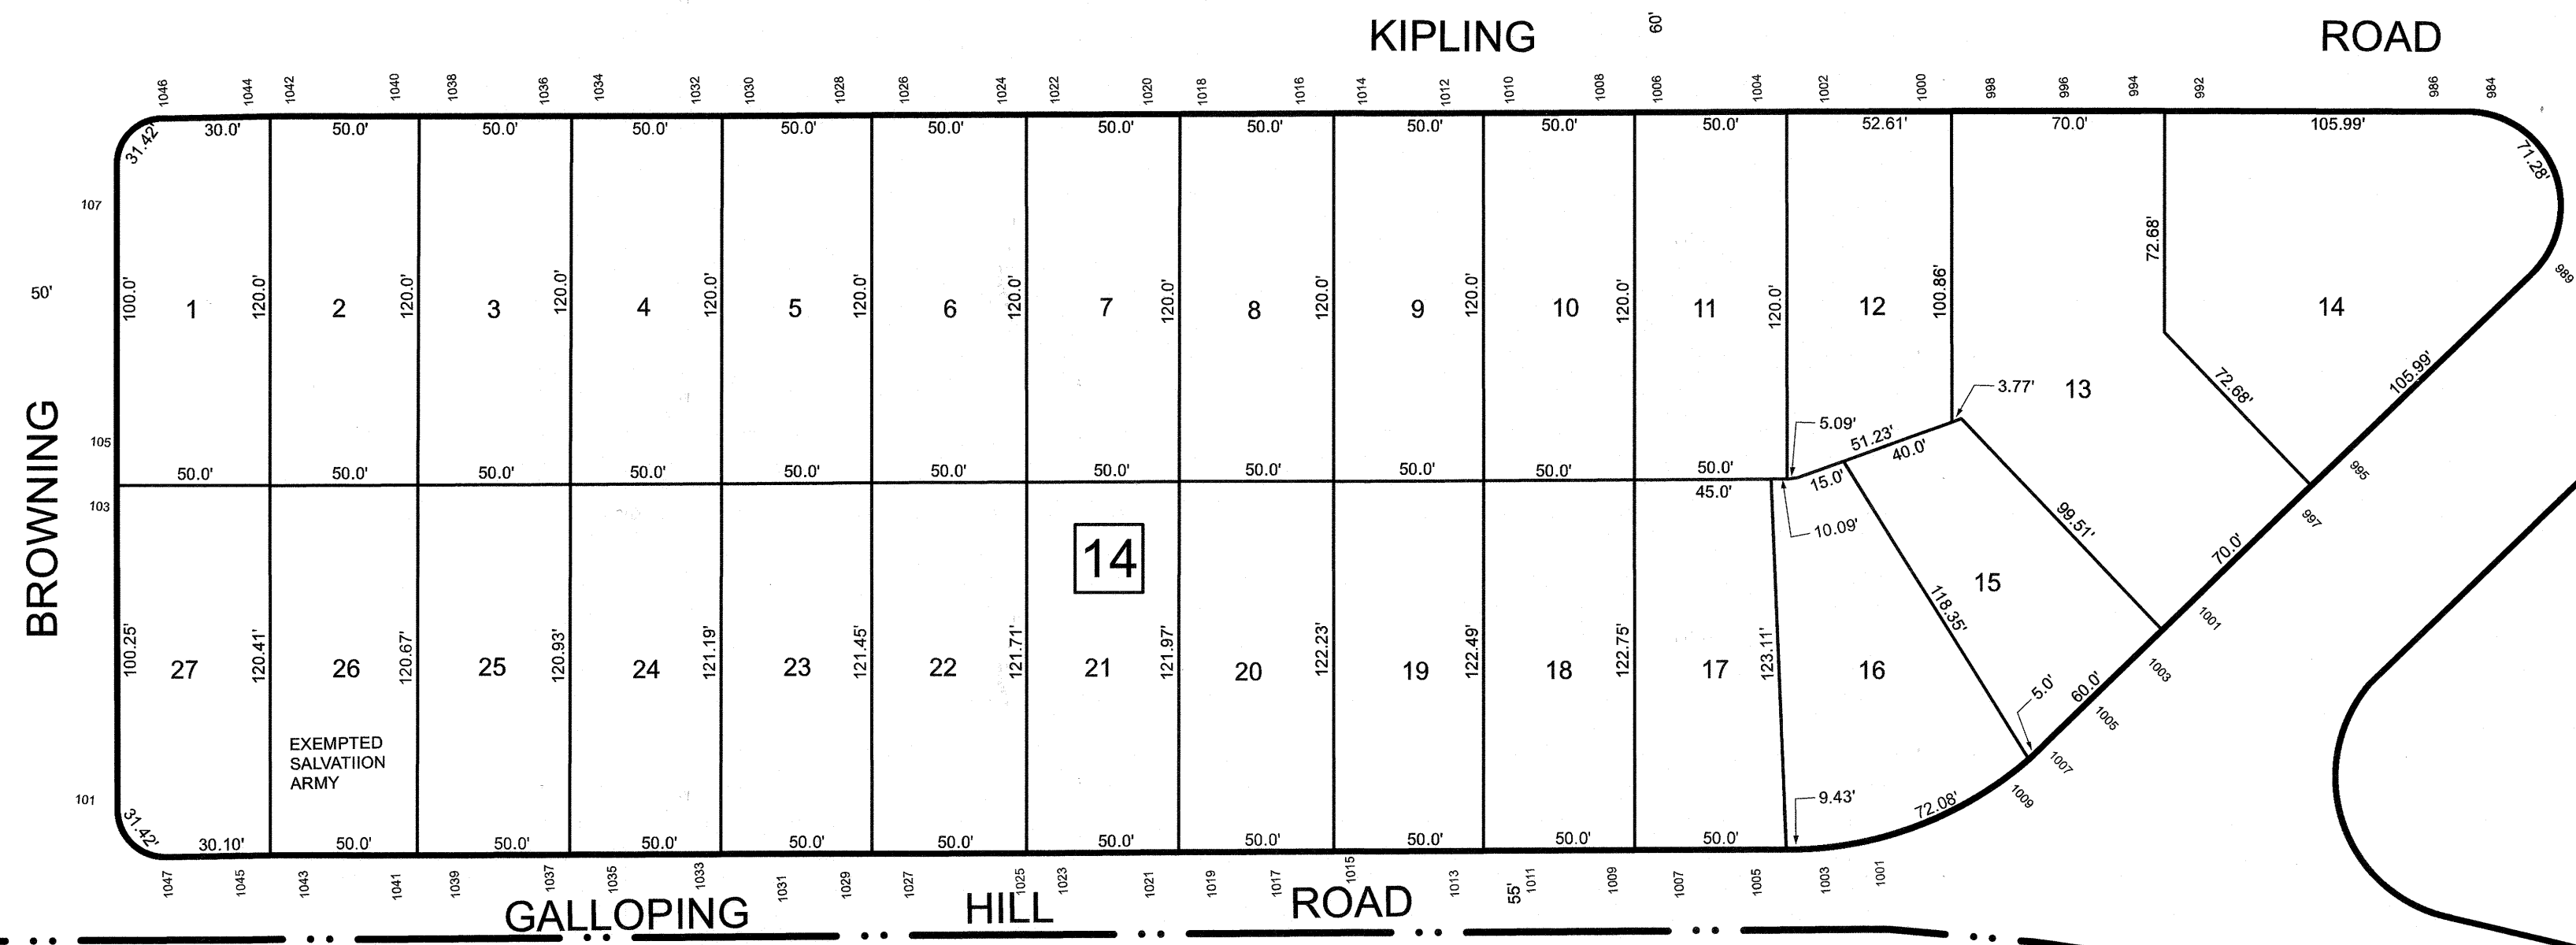 KIPLING 60' ROAD
1046 1044 1042 1040 1038 1036 1034 1032 1030 1028 1026 1024 1022 1020 1018 1016 1014 1012 1010 1008 1006 1004 1002 1000 998 996 994 992 986 984
31.42' 30.0' 50.0' 50.0' 50.0' 50.0' 50.0' 50.0' 50.0' 50.0' 50.0' 50.0' 52.61' 70.0' 105.99' 71.28'
107
50'
100.0' 1 120.0' 2 120.0' 3 120.0' 4 120.0' 5 120.0' 6 120.0' 7 120.0' 8 120.0' 9 120.0' 10 120.0' 11 120.0' 12 100.86' 72.68' 14 989
3.77' 13 72.68' 105.99'
BROWNING
105
5.09' 51.23' 40.0'
50.0' 50.0' 50.0' 50.0' 50.0' 50.0' 50.0' 50.0' 50.0' 50.0' 50.0' 15.0' 995
45.0'
103
10.09' 99.51' 997
14
70.0'
15
118.35' 1001
100.25' 27 120.41' 26 120.67' 25 120.93' 24 121.19' 23 121.45' 22 121.71' 21 121.97' 20 122.23' 19 122.49' 18 122.75' 17 123.11' 16
5.0' 60.0' 1003
1005
EXEMPTED
SALVATIION
ARMY
1007
101
9.43' 72.08' 1009
31.42' 30.10' 50.0' 50.0' 50.0' 50.0' 50.0' 50.0' 50.0' 50.0' 50.0' 50.0'
1047 1045 1043 1041 1039 1037 1035 1033 1031 1029 1027 1025 1023 1021 1019 1017 1015 1013 1011 1009 1007 1005 1003 1001
GALLOPING HILL ROAD 55'